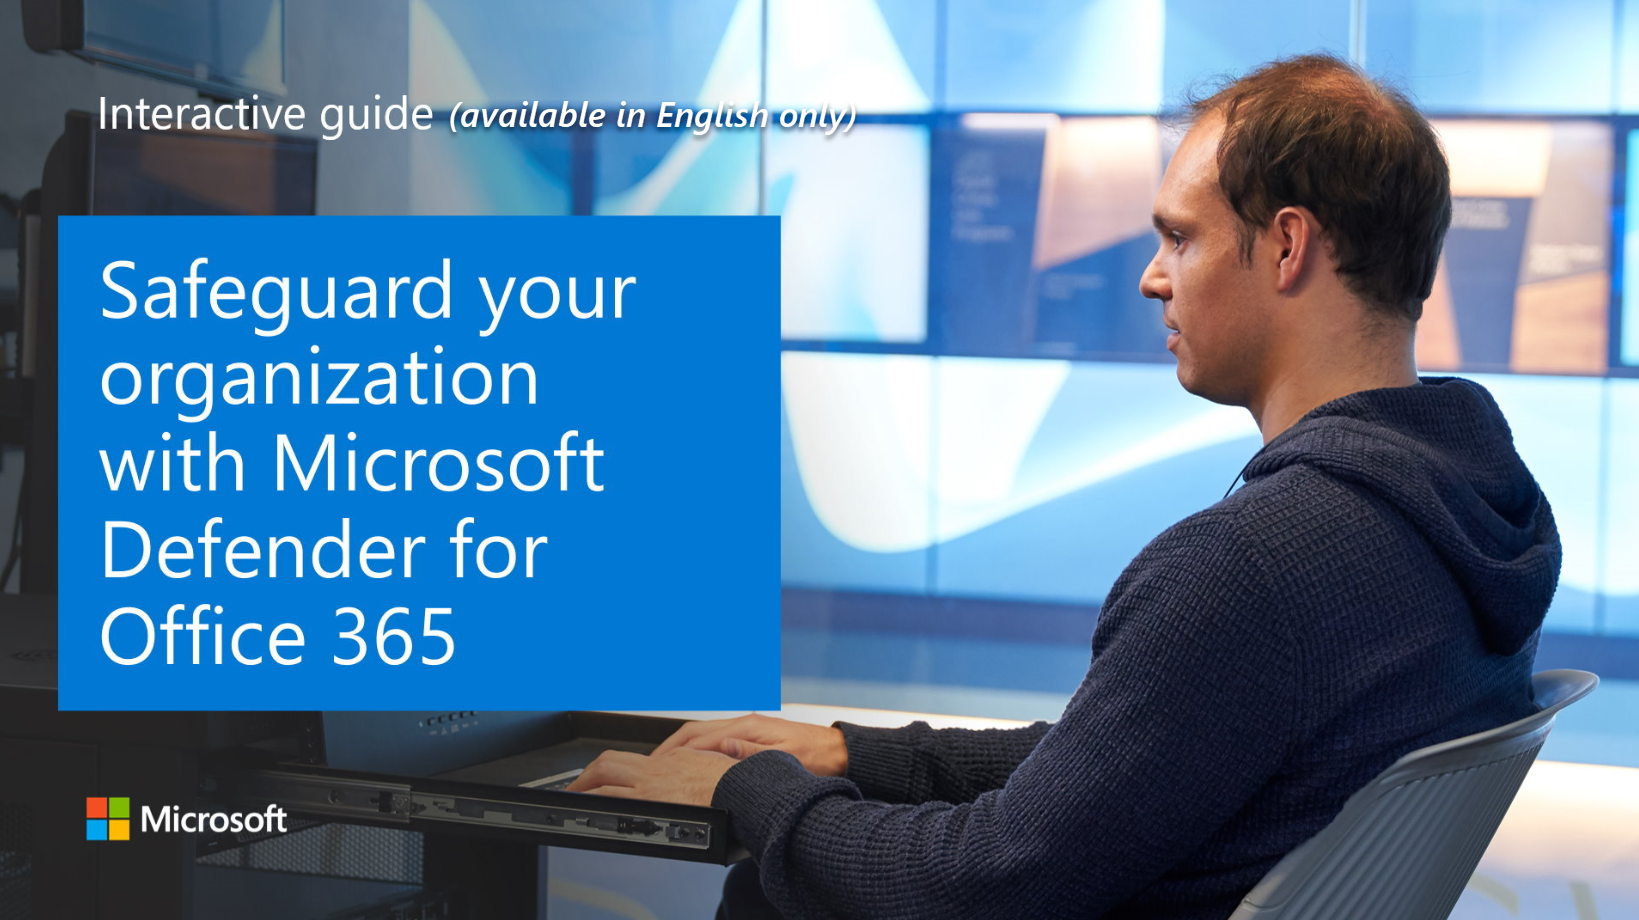 Interactive guide (available in English only)
Safeguard your
organization
with Microsoft
Defender for
Office 365
Microsoft